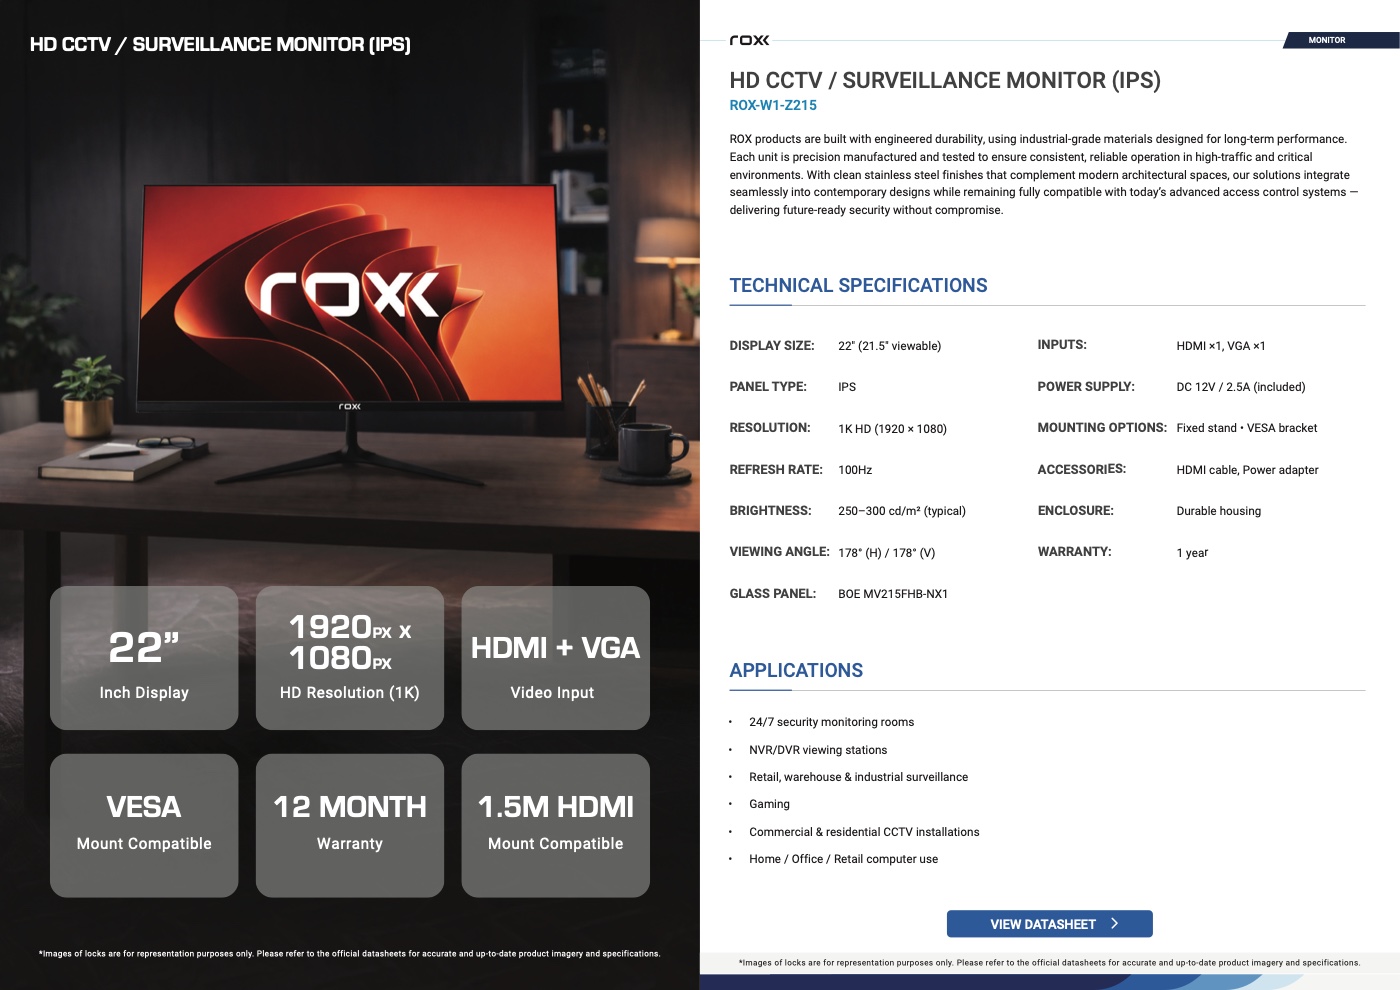 HD CCTV / SURVEILLANCE MONITOR (IPS)
rox
rox
22”
Inch Display
1920PX X
1080PX
HD Resolution (1K)
HDMI + VGA
Video Input
VESA
Mount Compatible
12 MONTH
Warranty
1.5M HDMI
Mount Compatible
*Images of locks are for representation purposes only. Please refer to the official datasheets for accurate and up-to-date product imagery and specifications.
rox
MONITOR
HD CCTV / SURVEILLANCE MONITOR (IPS)
ROX-W1-Z215
ROX products are built with engineered durability, using industrial-grade materials designed for long-term performance.
Each unit is precision manufactured and tested to ensure consistent, reliable operation in high-traffic and critical
environments. With clean stainless steel finishes that complement modern architectural spaces, our solutions integrate
seamlessly into contemporary designs while remaining fully compatible with today’s advanced access control systems —
delivering future-ready security without compromise.
TECHNICAL SPECIFICATIONS
DISPLAY SIZE: 22" (21.5" viewable)
PANEL TYPE: IPS
RESOLUTION: 1K HD (1920 × 1080)
REFRESH RATE: 100Hz
BRIGHTNESS: 250–300 cd/m² (typical)
VIEWING ANGLE: 178° (H) / 178° (V)
GLASS PANEL: BOE MV215FHB-NX1
INPUTS: HDMI ×1, VGA ×1
POWER SUPPLY: DC 12V / 2.5A (included)
MOUNTING OPTIONS: Fixed stand • VESA bracket
ACCESSORIES: HDMI cable, Power adapter
ENCLOSURE: Durable housing
WARRANTY: 1 year
APPLICATIONS
• 24/7 security monitoring rooms
• NVR/DVR viewing stations
• Retail, warehouse & industrial surveillance
• Gaming
• Commercial & residential CCTV installations
• Home / Office / Retail computer use
VIEW DATASHEET
*Images of locks are for representation purposes only. Please refer to the official datasheets for accurate and up-to-date product imagery and specifications.